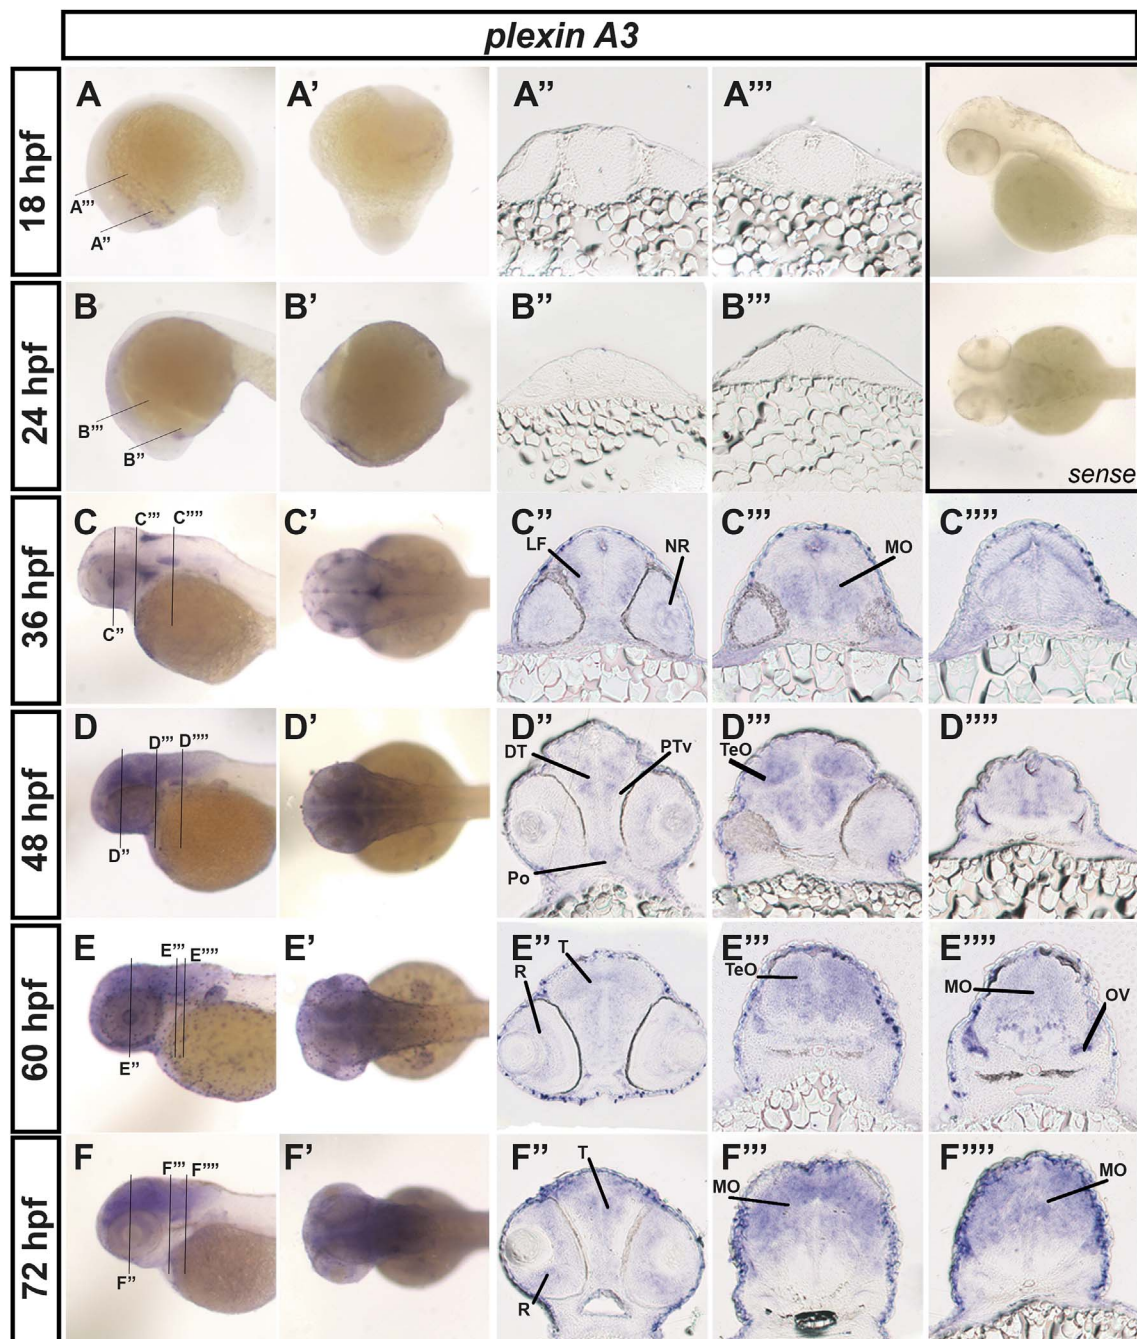 plexin A3
18 hpf
A
A'
A''
A'''
A'''
A''
24 hpf
B
B'
B''
B'''
B'''
B''
sense
36 hpf
C
C'''
C''''
C''
C'
C''
LF
NR
C'''
MO
C''''
48 hpf
D
D'''
D''''
D''
D'
D''
DT
PTv
Po
D'''
TeO
D''''
60 hpf
E
E'''
E''''
E''
E'
E''
T
R
E'''
TeO
E''''
MO
OV
72 hpf
F
F'''
F''''
F''
F'
F''
T
R
F'''
MO
F''''
MO